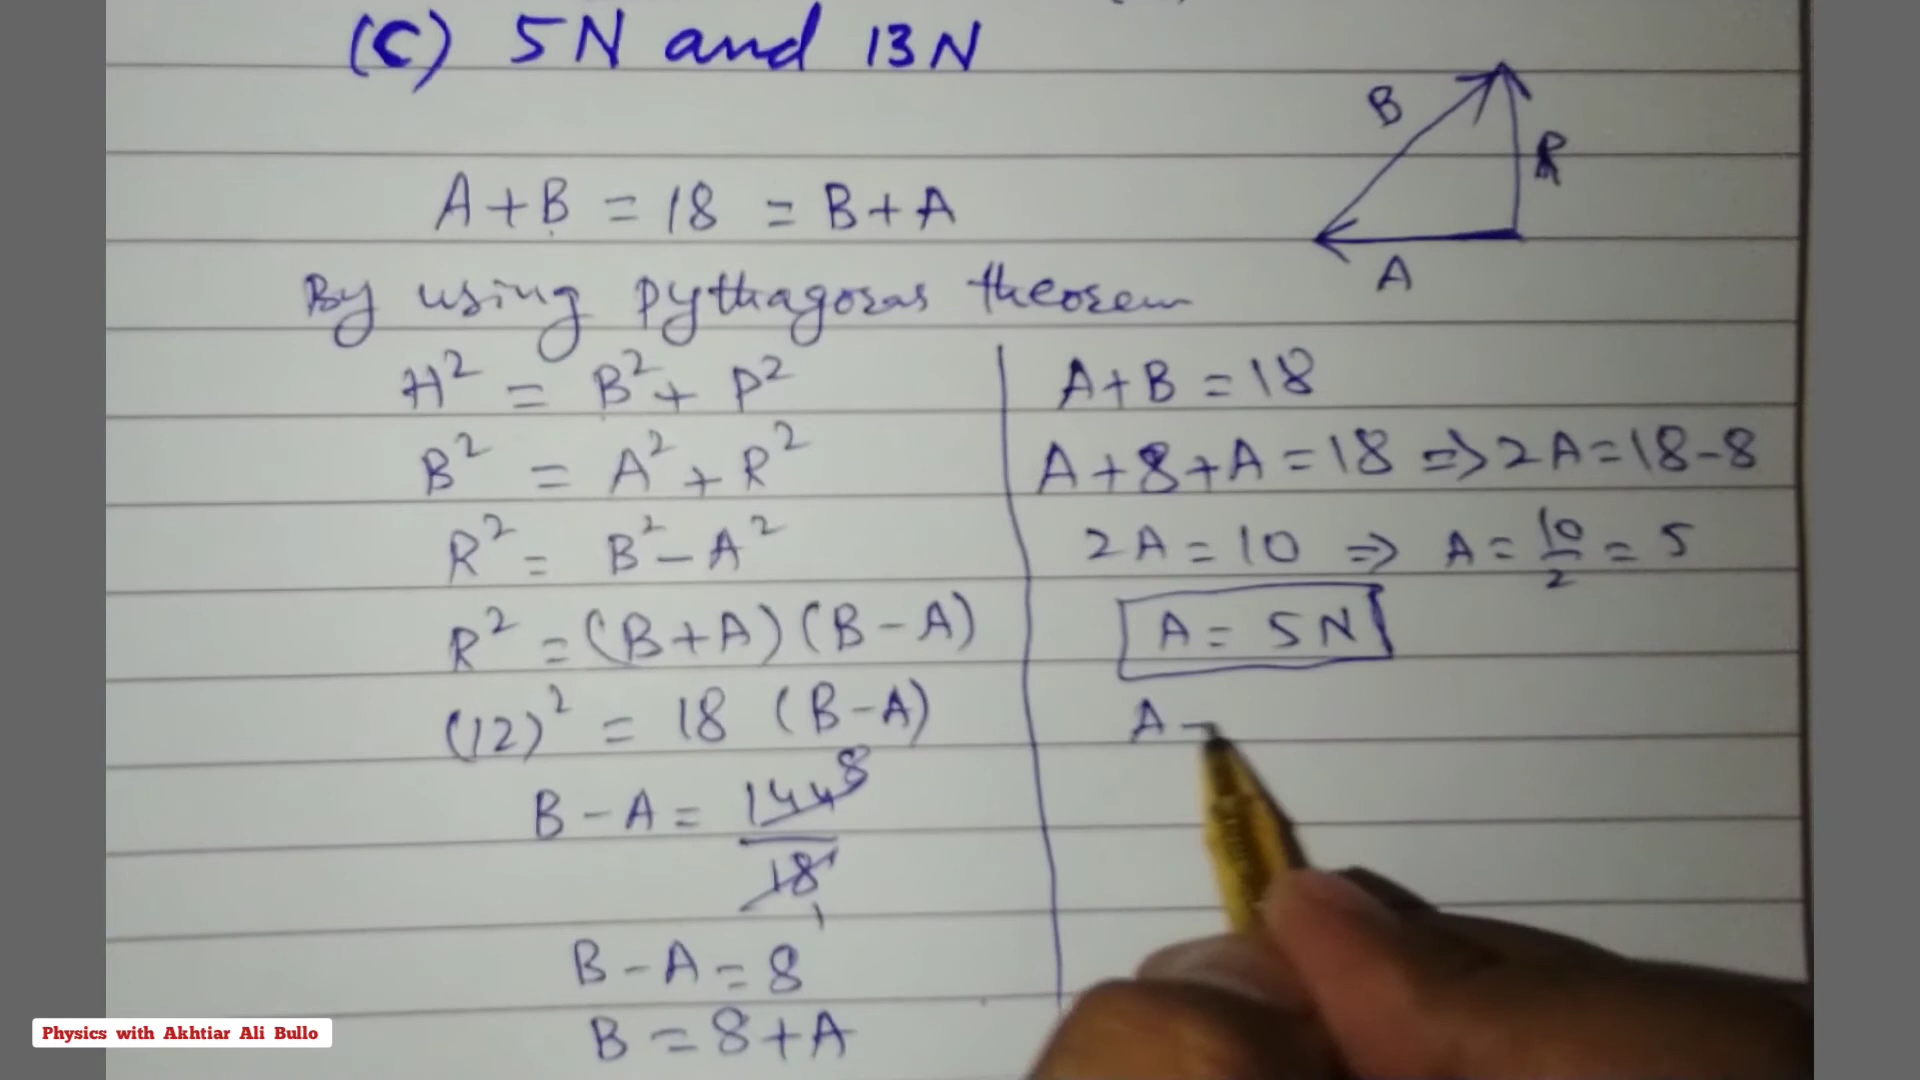 (C) 5N and 13N
B
R
A
A+B = 18 = B+A
By using pythagoras theorem
H² = B² + P²
B² = A² + R²
R² = B² - A²
R² = (B+A) (B-A)
(12)² = 18 (B-A)
B-A = 144 8
18 1
B-A = 8
B = 8+A
A+B = 18
A+8+A = 18 => 2A = 18-8
2A = 10 => A = 10/2 = 5
A = 5N
A -
Physics with Akhtiar Ali Bullo